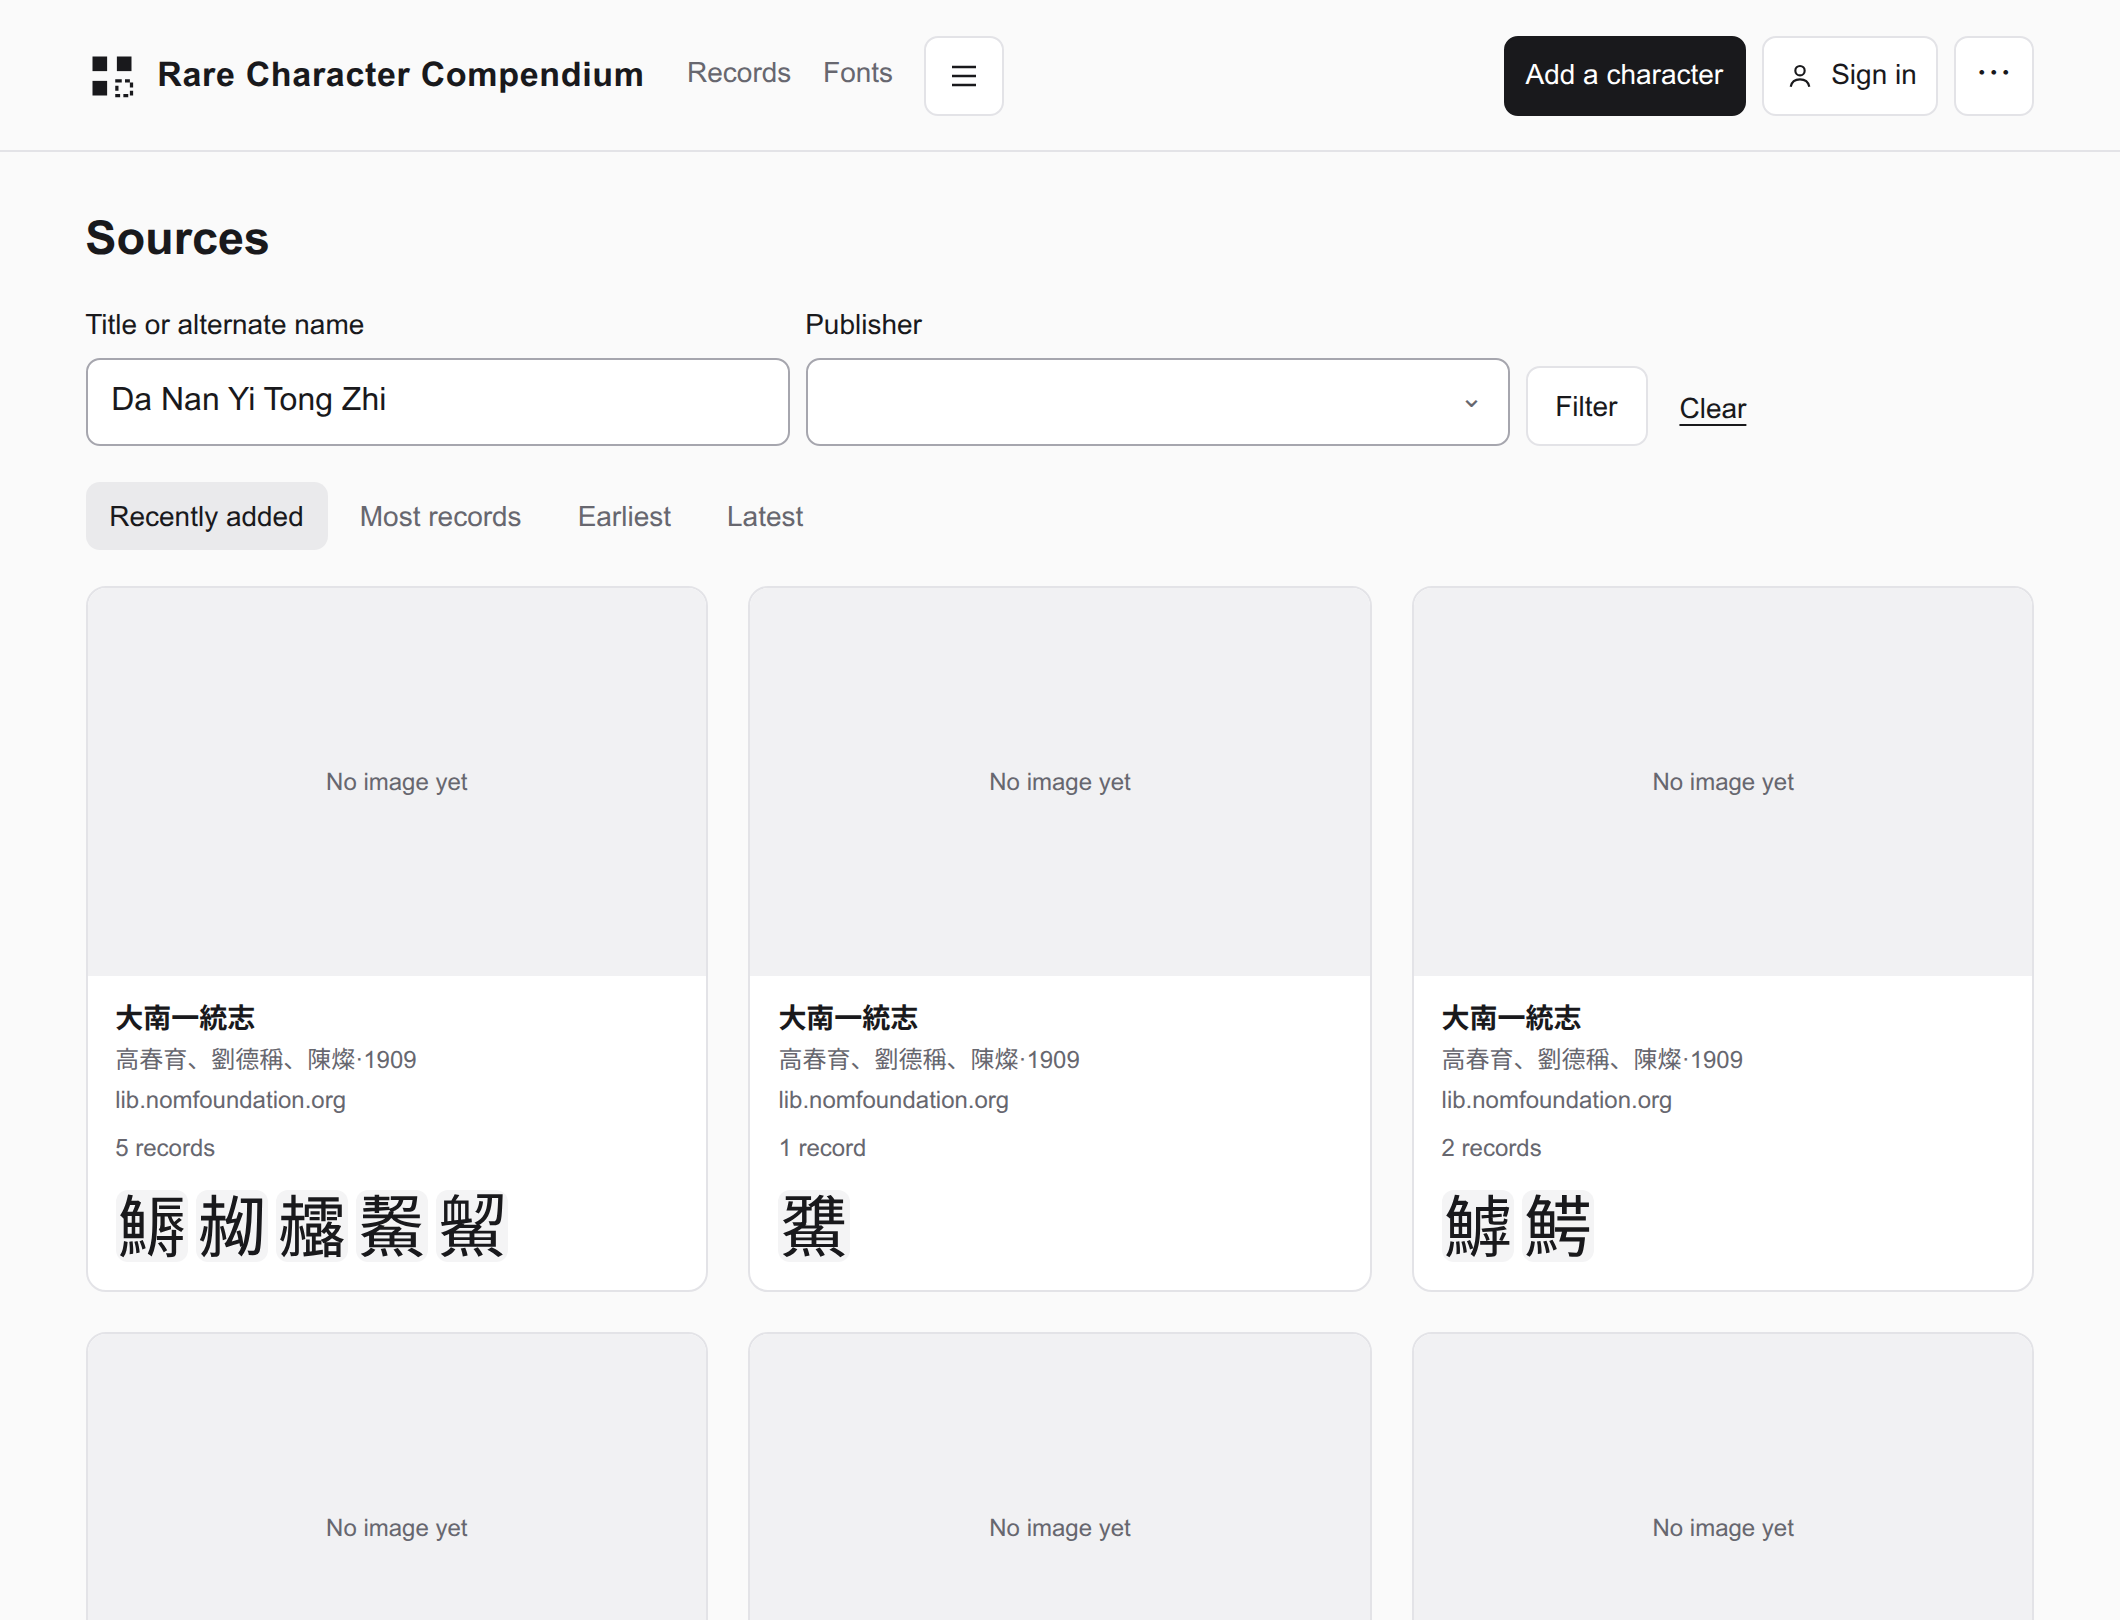 Rare Character Compendium
Records
Fonts
Add a character
Sign in
Sources
Title or alternate name
Publisher
Da Nan Yi Tong Zhi
Filter
Clear
Recently added
Most records
Earliest
Latest
No image yet
No image yet
No image yet
大南一統志
高春育、劉德稱、陳燦·1909
lib.nomfoundation.org
5 records
大南一統志
高春育、劉德稱、陳燦·1909
lib.nomfoundation.org
1 record
大南一統志
高春育、劉德稱、陳燦·1909
lib.nomfoundation.org
2 records
No image yet
No image yet
No image yet